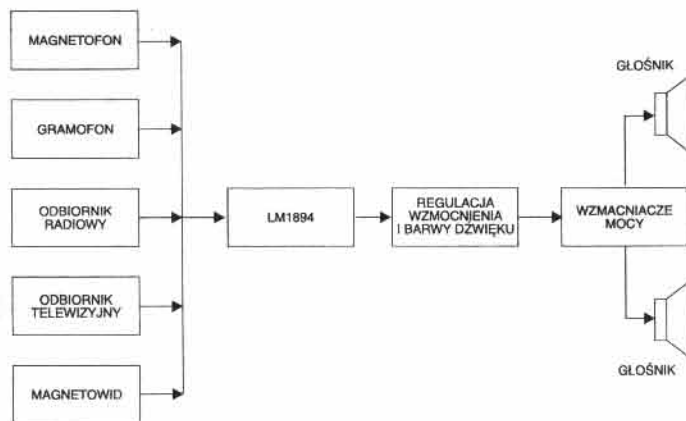 MAGNETOFON
GRAMOFON
ODBIORNIK
RADIOWY
ODBIORNIK
TELEWIZYJNY
MAGNETOWID
LM1894
REGULACJA
WZMOCNIENIA
I BARWY DŹWIĘKU
WZMACNIACZE
MOCY
GŁOŚNIK
GŁOŚNIK